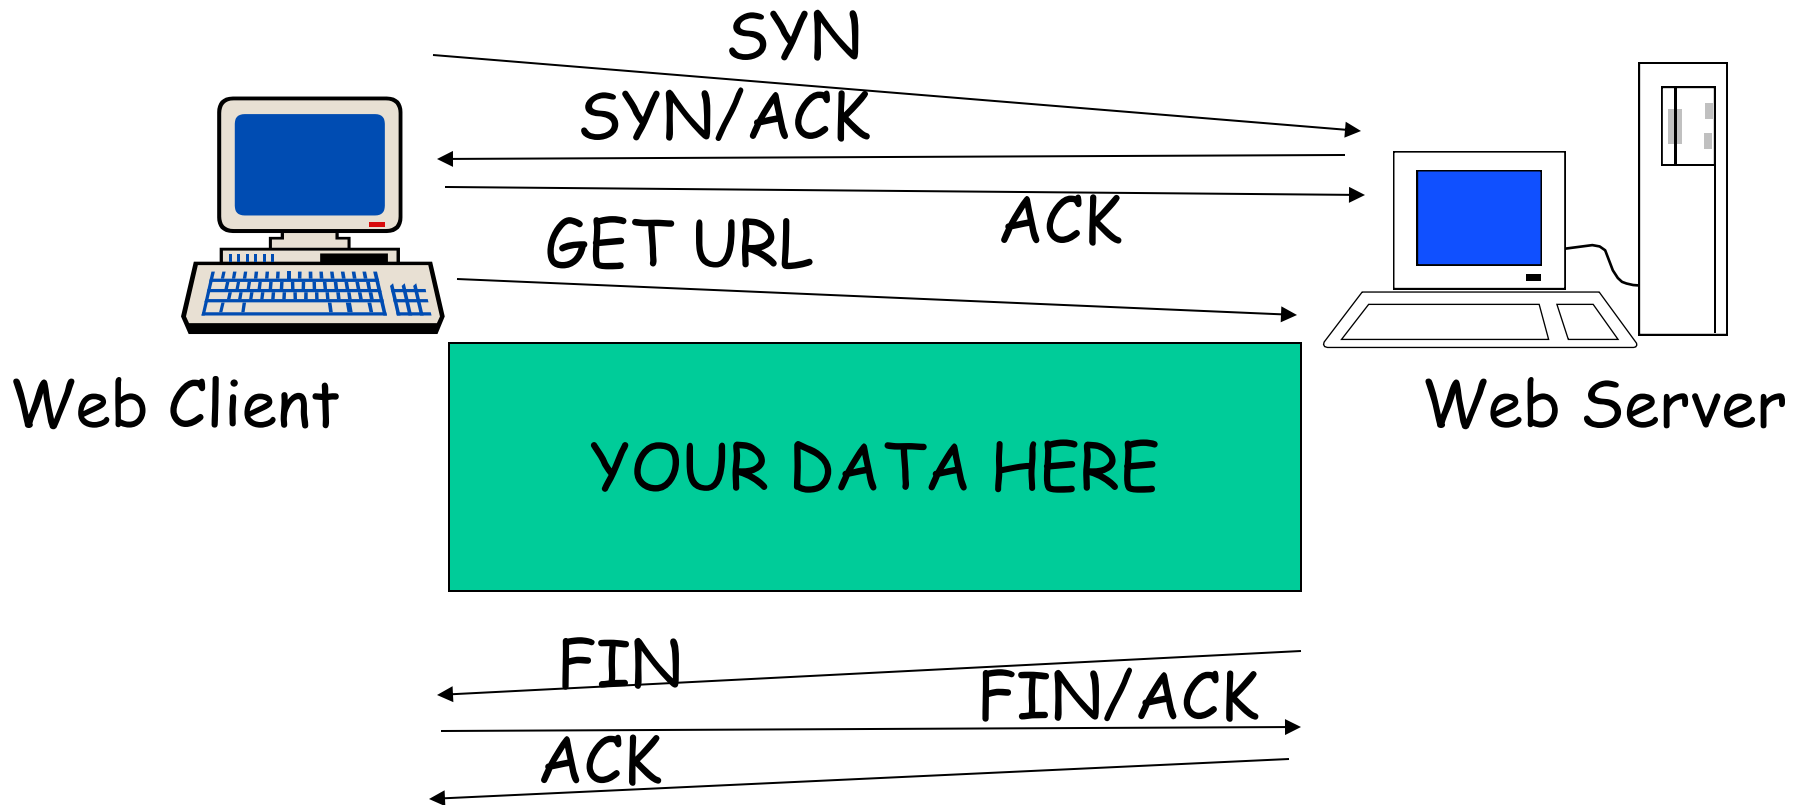 SYN
SYN/ACK
ACK
GET URL
Web Client
Web Server
YOUR DATA HERE
FIN
FIN/ACK
ACK